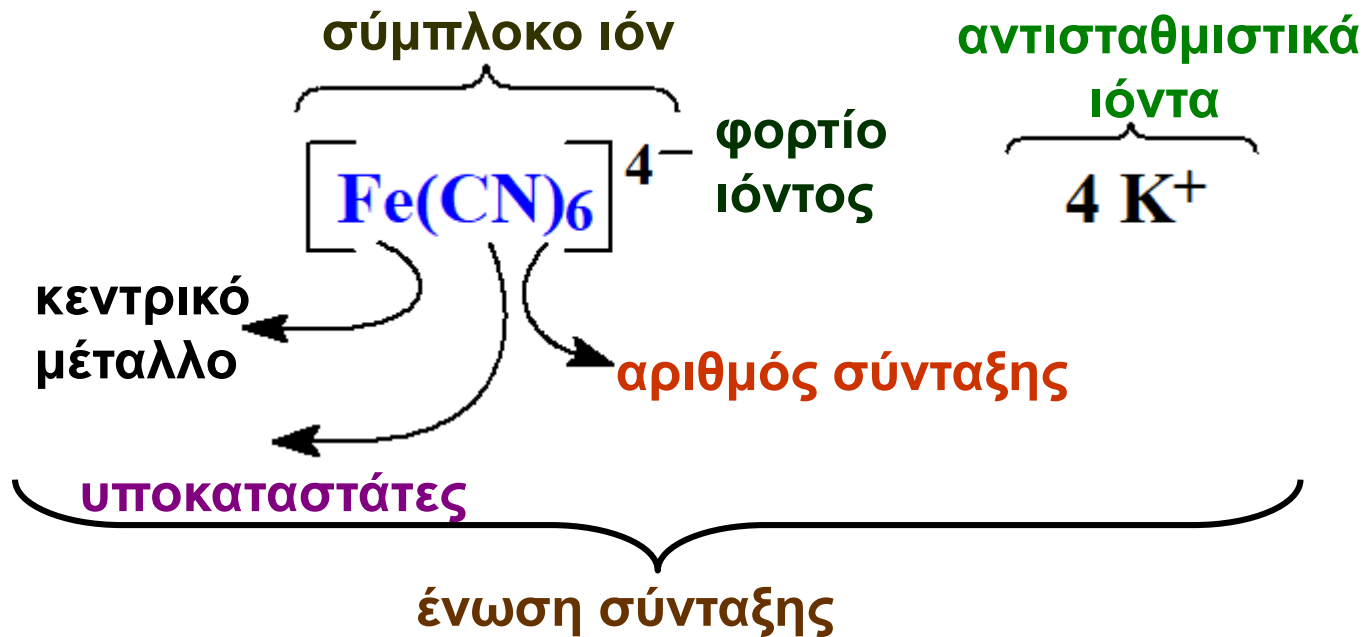 σύμπλοκο ιόν
αντισταθμιστικά
ιόντα
[Fe(CN)6]4−
φορτίο
ιόντος
4 K+
κεντρικό
μέταλλο
αριθμός σύνταξης
υποκαταστάτες
ένωση σύνταξης